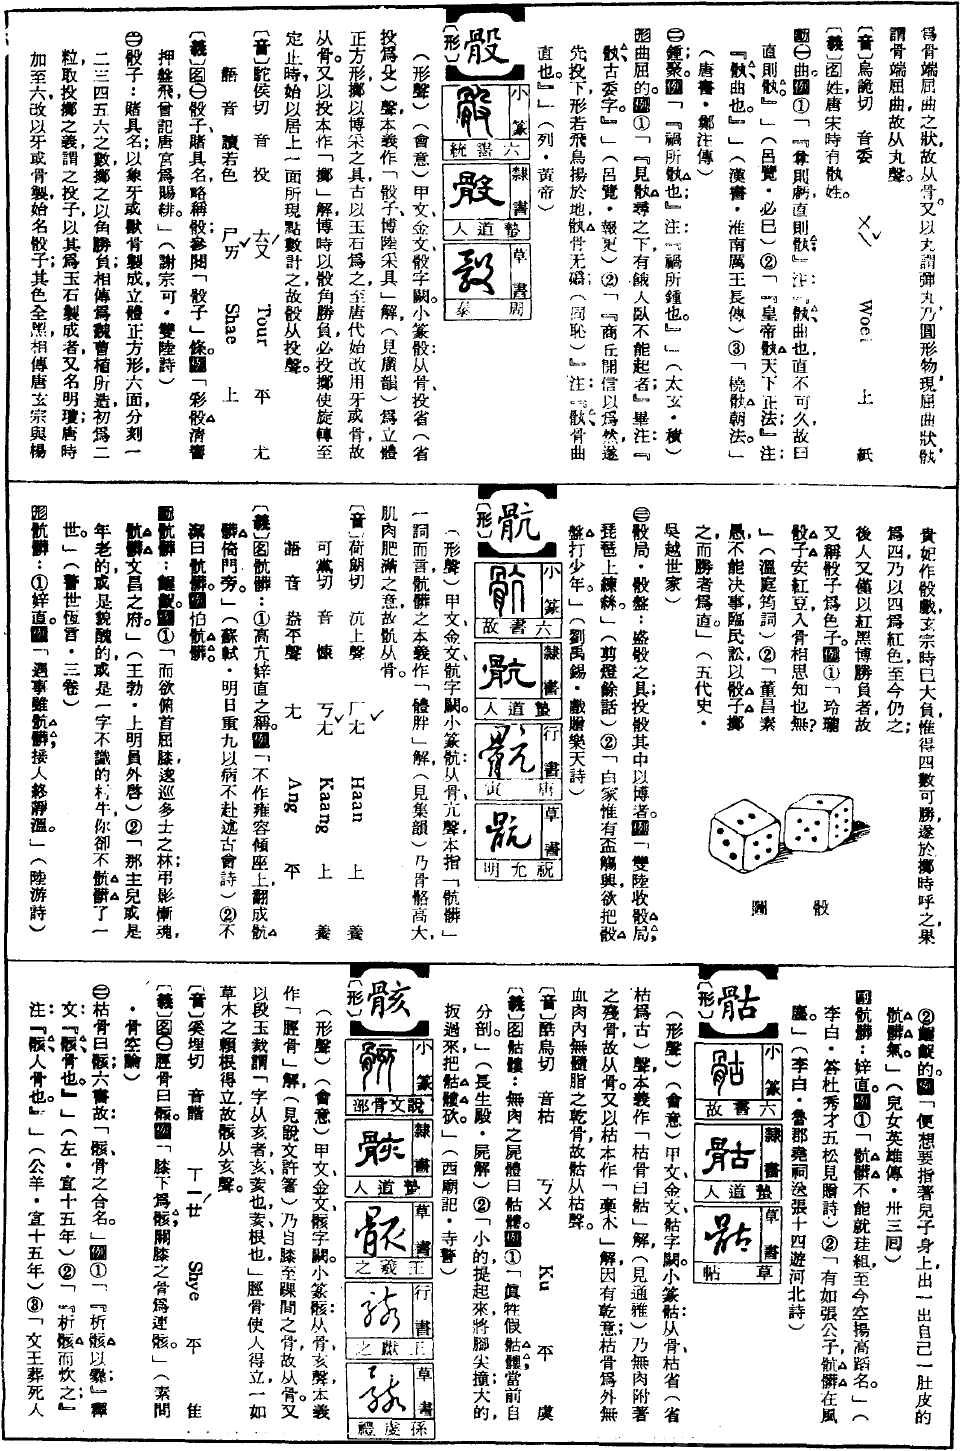 爲骨端屈曲之狀故从骨。又以丸謂彈丸乃圓形物現屈曲狀骫
謂骨端屈曲故从丸聲。
〔音〕烏詭切 音委 ㄨㄟˇ Woei 上 紙
〔義〕图姓唐宋時有骫姓。
動㊀曲。例①「『堯則骫直則骫』注『骫曲也直不可久故曰
直則骫』」(呂覽・必巳)②「『皇帝骫天下正法』注:
『骫曲也。』」(漢書・淮南厲王長傳)③「橈骫朝法。」
(唐書・鄭注傳)
㊁鍾聚。例「『禍所骫也』注:『禍所鍾也。』」(太玄・積)
形曲屈的。例①「『見骫尋之下有餓人臥不能起者』畢注:『
骫古委字。』」(呂覽・報更)②「『商丘開信以爲然遂
先投下形若飛鳥揚於地骫骨无磆(同恥)』注:『骫骨曲
直也。』」(列・黃帝)
骰
〔形〕
小篆 六書統
隸書 蟄道人
草書 周泰
(形聲)(會意)甲文、金文骰字闕。小篆骰:从骨、投省(省
投爲殳)聲,本義作「骰子、博陸采具」解(見廣韻)爲立體
正方形擲以博采之具古以玉石爲之至唐代始改用牙或骨故
从骨。又以投本作「擲」解博時以骰角勝負必投擲使旋轉至
定止時始以居上一面所現點數計之故骰从投聲。
〔音〕䭾侯切 音投 ㄊㄡˊ Tour 平 尤
語音 讀若色 ㄕㄞˇ Shae 上
〔義〕图㊀骰子、賭具名略稱骰;參閱「骰子」條。例「彩骰清響
押盤飛曾記唐宮爲賜緋。」(謝宗可・雙陸詩)
㊁骰子:賭具名;以象牙或獸骨製成立體正方形,六面分刻一
二三四五六之數擲之以角勝負相傳爲魏曹植所造初爲二
粒取投擲之義謂之投子以其爲玉石製成者又名明瓊唐時
加至六改以牙或骨製始名骰子;其色全黑相傳唐玄宗與楊
貴妃作骰戲玄宗時已大負惟得四數可勝遂於擲時呼之果
爲四乃以四爲紅色至今仍之;
後人又僅以紅黑博勝負者故
又稱骰子爲色子。例①「玲瓏
骰子安紅豆入骨相思知也無?
」(溫庭筠詞)②「董昌素
愚不能決事臨民訟以骰子擲
之而勝者爲直。」(五代史・
吳越世家)
骰 圖
㊂骰局・骰盤:盛骰之具;投骰其中以博者。例「雙陸收骰局;
琵琶上練絲。」(剪燈餘話)②「白家惟有盃觴興欲把骰
盤打少年。」(劉禹錫・戲贈樂天詩)
骯
〔形〕
小篆 六書故
隸書 蟄道人
行書 唐寅
草書 祝允明
(形聲)甲文金文骯字闕。小篆骯:从骨亢聲,本指「骯髒」
一詞而言骯髒之本義作「體胖」解(見集韻)乃骨骼高大,
肌肉肥滿之意故骯从骨。
〔音〕苛朗切 沆上聲 ㄏㄤˇ Haan 上 養
可黨切 音慷 ㄎㄤˇ Kaang 上 養
語音 盎平聲 ㄤ Ang 平
〔義〕图骯髒:①高亢婞直之稱。例「不作雍容傾座上翻成骯
髒倚門旁。」(蘇軾・明日重九以病不赴述古會詩)②不
潔曰骯髒。例怕骯髒。
動骯髒:齷齪。例①「而欲俯首屈膝逡巡多士之林弔影慚魂,
骯髒文昌之府。」(王勃・上明員外啓)②「那主兒或是
年老的,或是貌醜的,或是一字不識的村牛,你卻不骯髒了一
世。」(警世恆言・三卷)
形骯髒:①婞直。例「遇事難骯髒;接人終靜溫。」(陸游詩)
②齷齪的。例「便想要指著兒子身上出一出自己一肚皮的
骯髒氣。」(兒女英雄傳・卅三回)
副骯髒:婞直。例①「骯髒不能就珪組至今空揚高蹈名。」(
李白・答杜秀才五松見贈詩)②「有如張公子骯髒在風
塵」(李白・魯郡堯祠送張十四遊河北詩)
骷
〔形〕
小篆 六書故
隸書 蟄道人
草書 草帖
(形聲)(會意)甲文、金文骷字闕。小篆骷:从骨枯省(省
枯爲古)聲,本義作「枯骨曰骷」解(見通雅)乃無肉附著
之殘骨,故从骨。又以枯本作「藁木」解因有乾意枯骨爲外無
血肉內無髓脂之乾骨故骷从枯聲。
〔音〕酷烏切 音枯 ㄎㄨ Ku 平 虞
〔義〕图骷髏:無肉之屍體曰骷髏。例①「眞牲假骷髏當前自
分剖。」(長生殿・屍解)②「小的提起來將腳尖撞大的,
扳過來把骷髏砍。」(西廟記・寺警)
骸
〔形〕
小篆 說文骨部
隸書 蟄道人
草書 王羲之
行書 王獻之
草書 孫虔禮
(形聲)(會意)甲文、金文骸字闕。小篆骸:从骨、亥聲,本義
作「脛骨」解(見說文許箸)乃自膝至踝間之骨,故从骨。又
以段玉裁謂「字从亥者亥荄也;荄根也」脛骨使人得立一如
草木之賴根得立故骸从亥聲。
〔音〕奚埋切 音諧 ㄒㄧㄝˊ Shye 平 佳
〔義〕图㊀脛骨曰骸。例「膝下爲骸;關膝之骨爲連骸。」(素問
・骨空論)
㊁枯骨曰骸。六書故:「骸骨之合名。」例①「『析骸以爨』釋
文:『骸骨也。』」(左・宣十五年)②「『析骸而炊之』
注:『骸人骨也。』」(公羊・宣十五年)③「文王葬死人